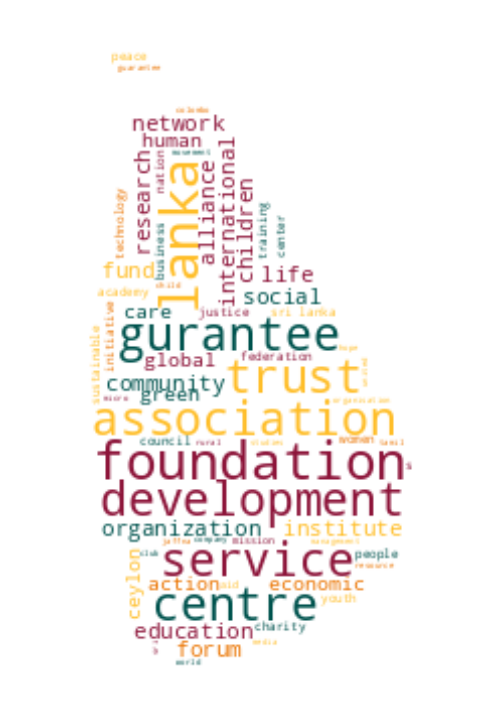 peace
guarantee
colombo
network
human
movement
research
nation
lanka
alliance
international
children
technology
business
training
center
fund
child
life
academy
social
care
justice
sri lanka
initiative
sustainable
gurantee
hope
global
federation
community
trust
united
green
micro
organisation
association
council
rural
studies
women
tamil
foundation
s
development
organization
institute
jaffna
company
mission
management
club
service
people
resource
ceylon
action
aid
economic
centre
youth
education
charity
forum
media
world